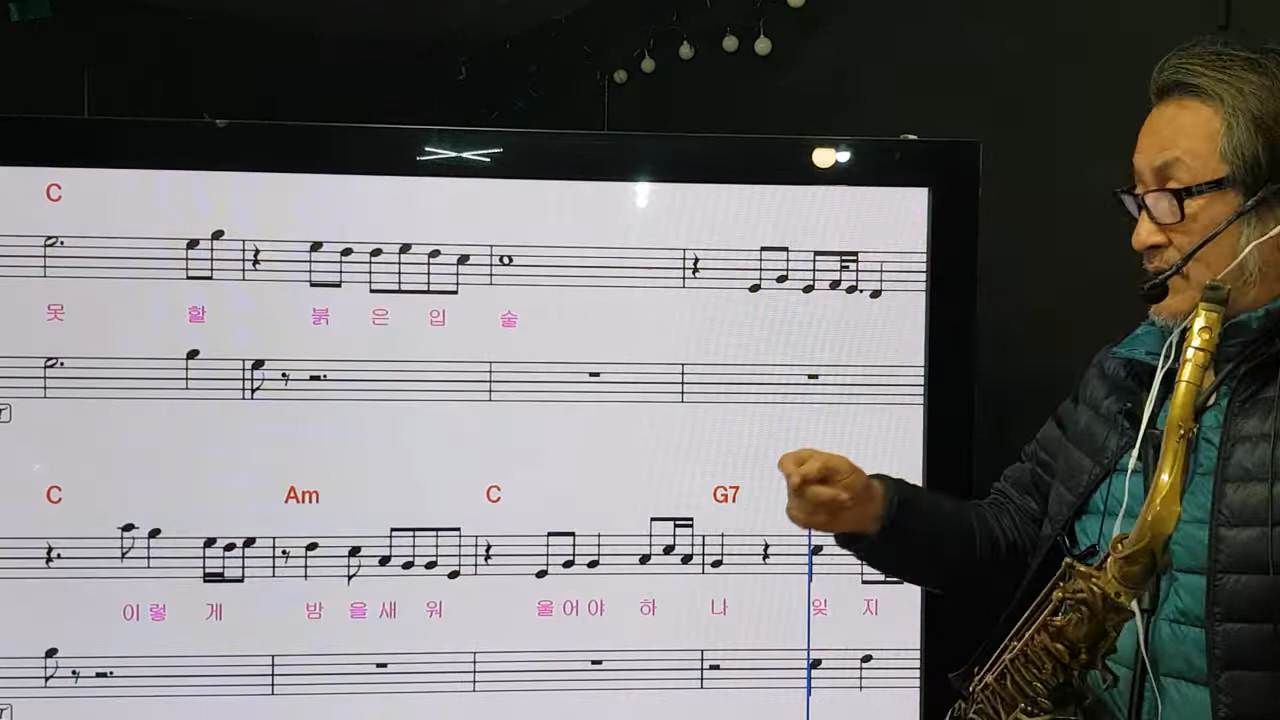 C
못 할 붉 은 입 술
C Am C G7
이 렇 게 밤 을 새 워 울 어 야 하 나 잊 지